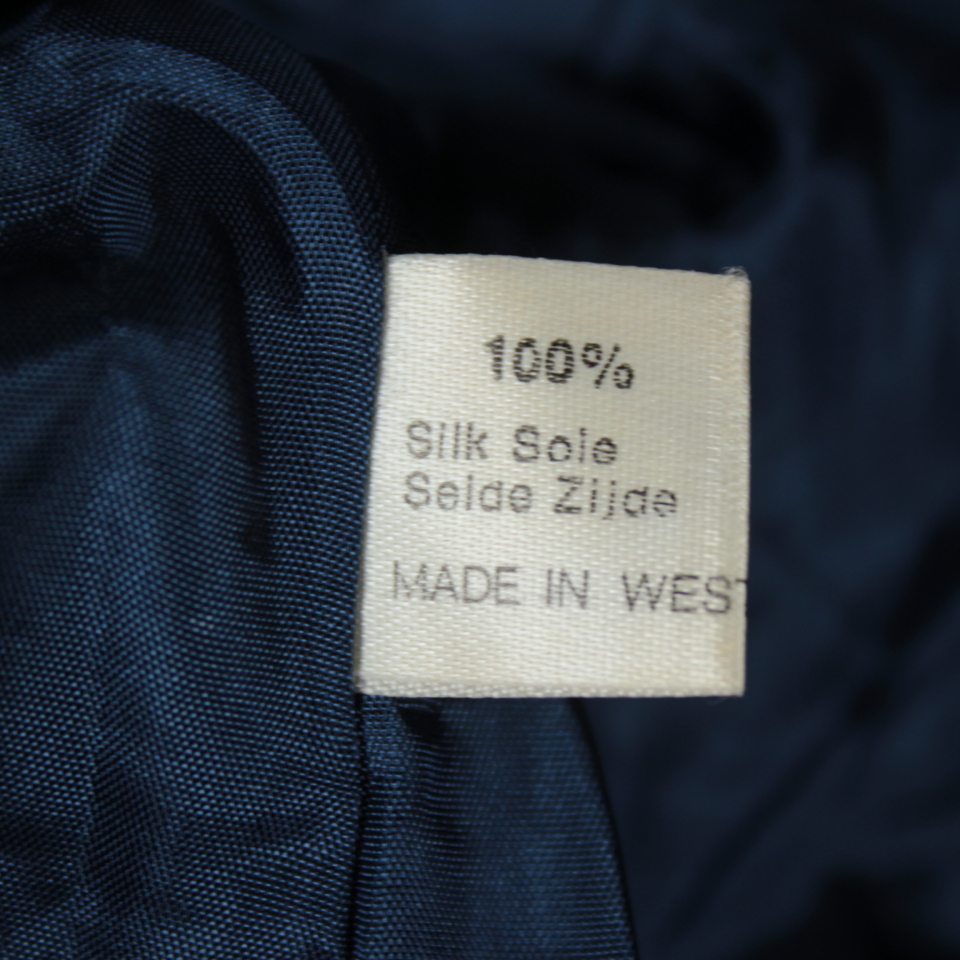 100%
Silk Soie
Seide Zijde
MADE IN WEST